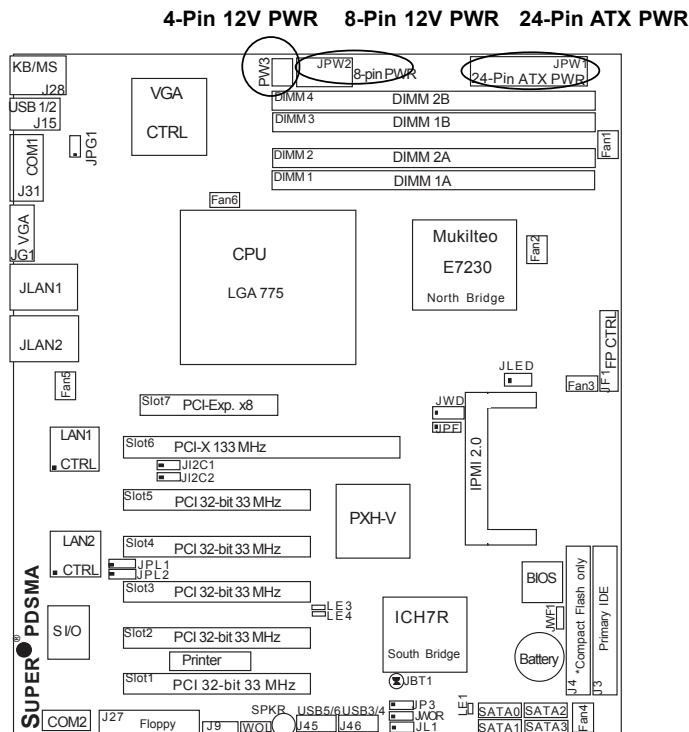 4-Pin 12V PWR 8-Pin 12V PWR 24-Pin ATX PWR
KB/MS
J28
USB 1/2
J15
JPG1
COM1
J31
VGA
JG1
JLAN1
JLAN2
VGA
CTRL
PW3
JPW2
8-pin PWR
JPW1
24-Pin ATX PWR
DIMM 4 DIMM 2B
DIMM 3 DIMM 1B
DIMM 2 DIMM 2A
DIMM 1 DIMM 1A
Fan1
Fan6
CPU
LGA 775
Mukilteo
E7230
North Bridge
Fan2
FP CTRL
JF1
JLED
Fan3
Fan5
Slot7 PCI-Exp. x8
JWD
JPF
IPMI 2.0
LAN1
CTRL
Slot6 PCI-X 133 MHz
JI2C1
JI2C2
Slot5 PCI 32-bit 33 MHz
PXH-V
LAN2
CTRL
Slot4 PCI 32-bit 33 MHz
JPL1
JPL2
Slot3 PCI 32-bit 33 MHz
LE3
LE4
BIOS
JWF1
J4 *Compact Flash only
J3 Primary IDE
SUPER® PDSMA
S I/O
Slot2 PCI 32-bit 33 MHz
ICH7R
South Bridge
Battery
Printer
Slot1 PCI 32-bit 33 MHz
JBT1
COM2
J27 Floppy
J9
WOL
SPKR
USB5/6 USB3/4
J45 J46
JP3
JWOR
JL1
LE1
SATA0 SATA2
SATA1 SATA3
Fan4